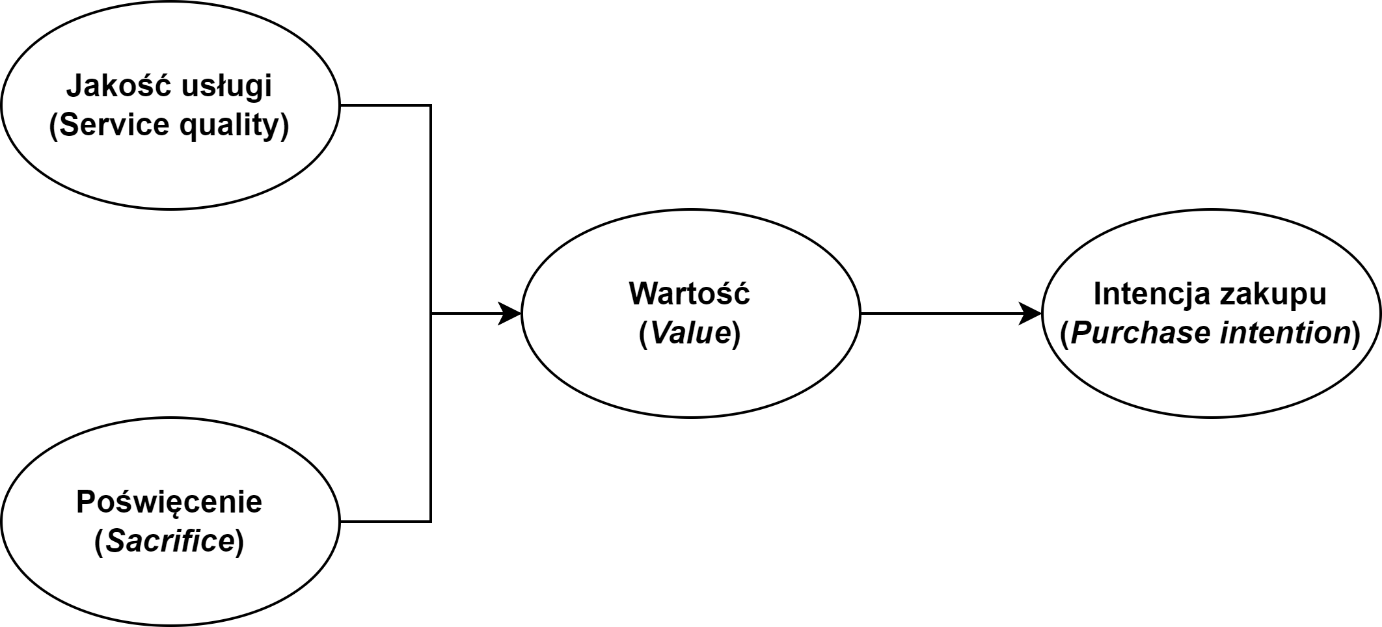 Jakość usługi
(Service quality)
Wartość
(Value)
Intencja zakupu
(Purchase intention)
Poświęcenie
(Sacrifice)